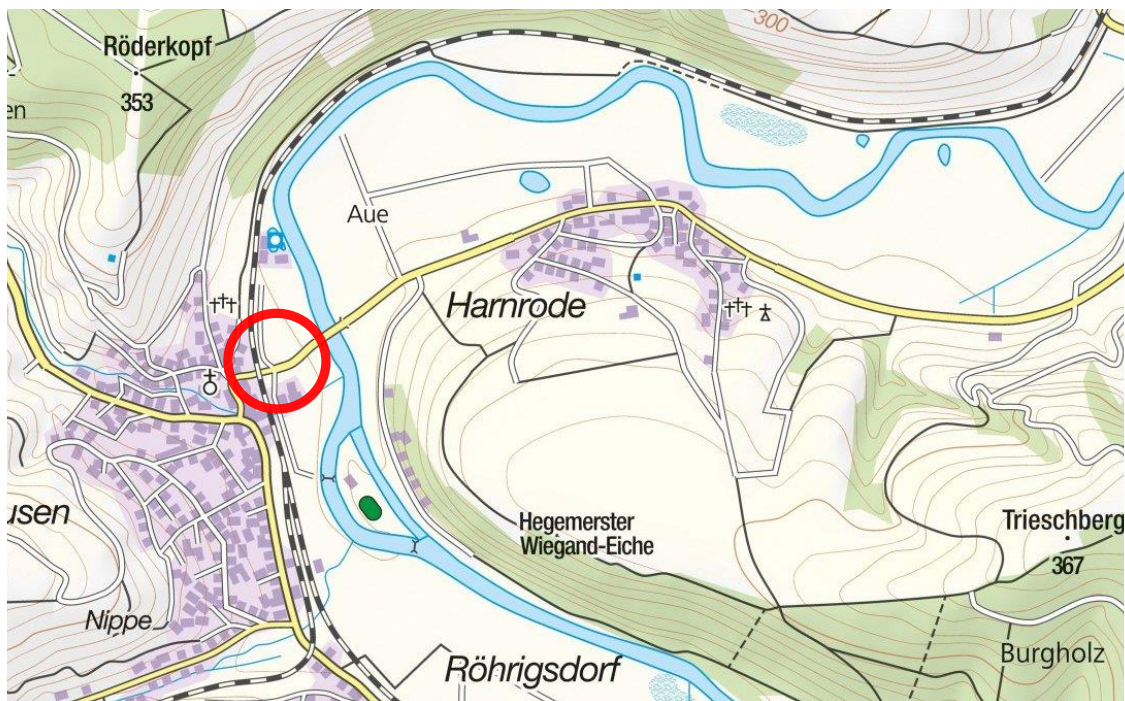 300
Röderkopf
353
en
Aue
Harnrode
usen
Hegemerster
Wiegand-Eiche
Trieschberg
367
Nippe
Röhrigsdorf
Burgholz